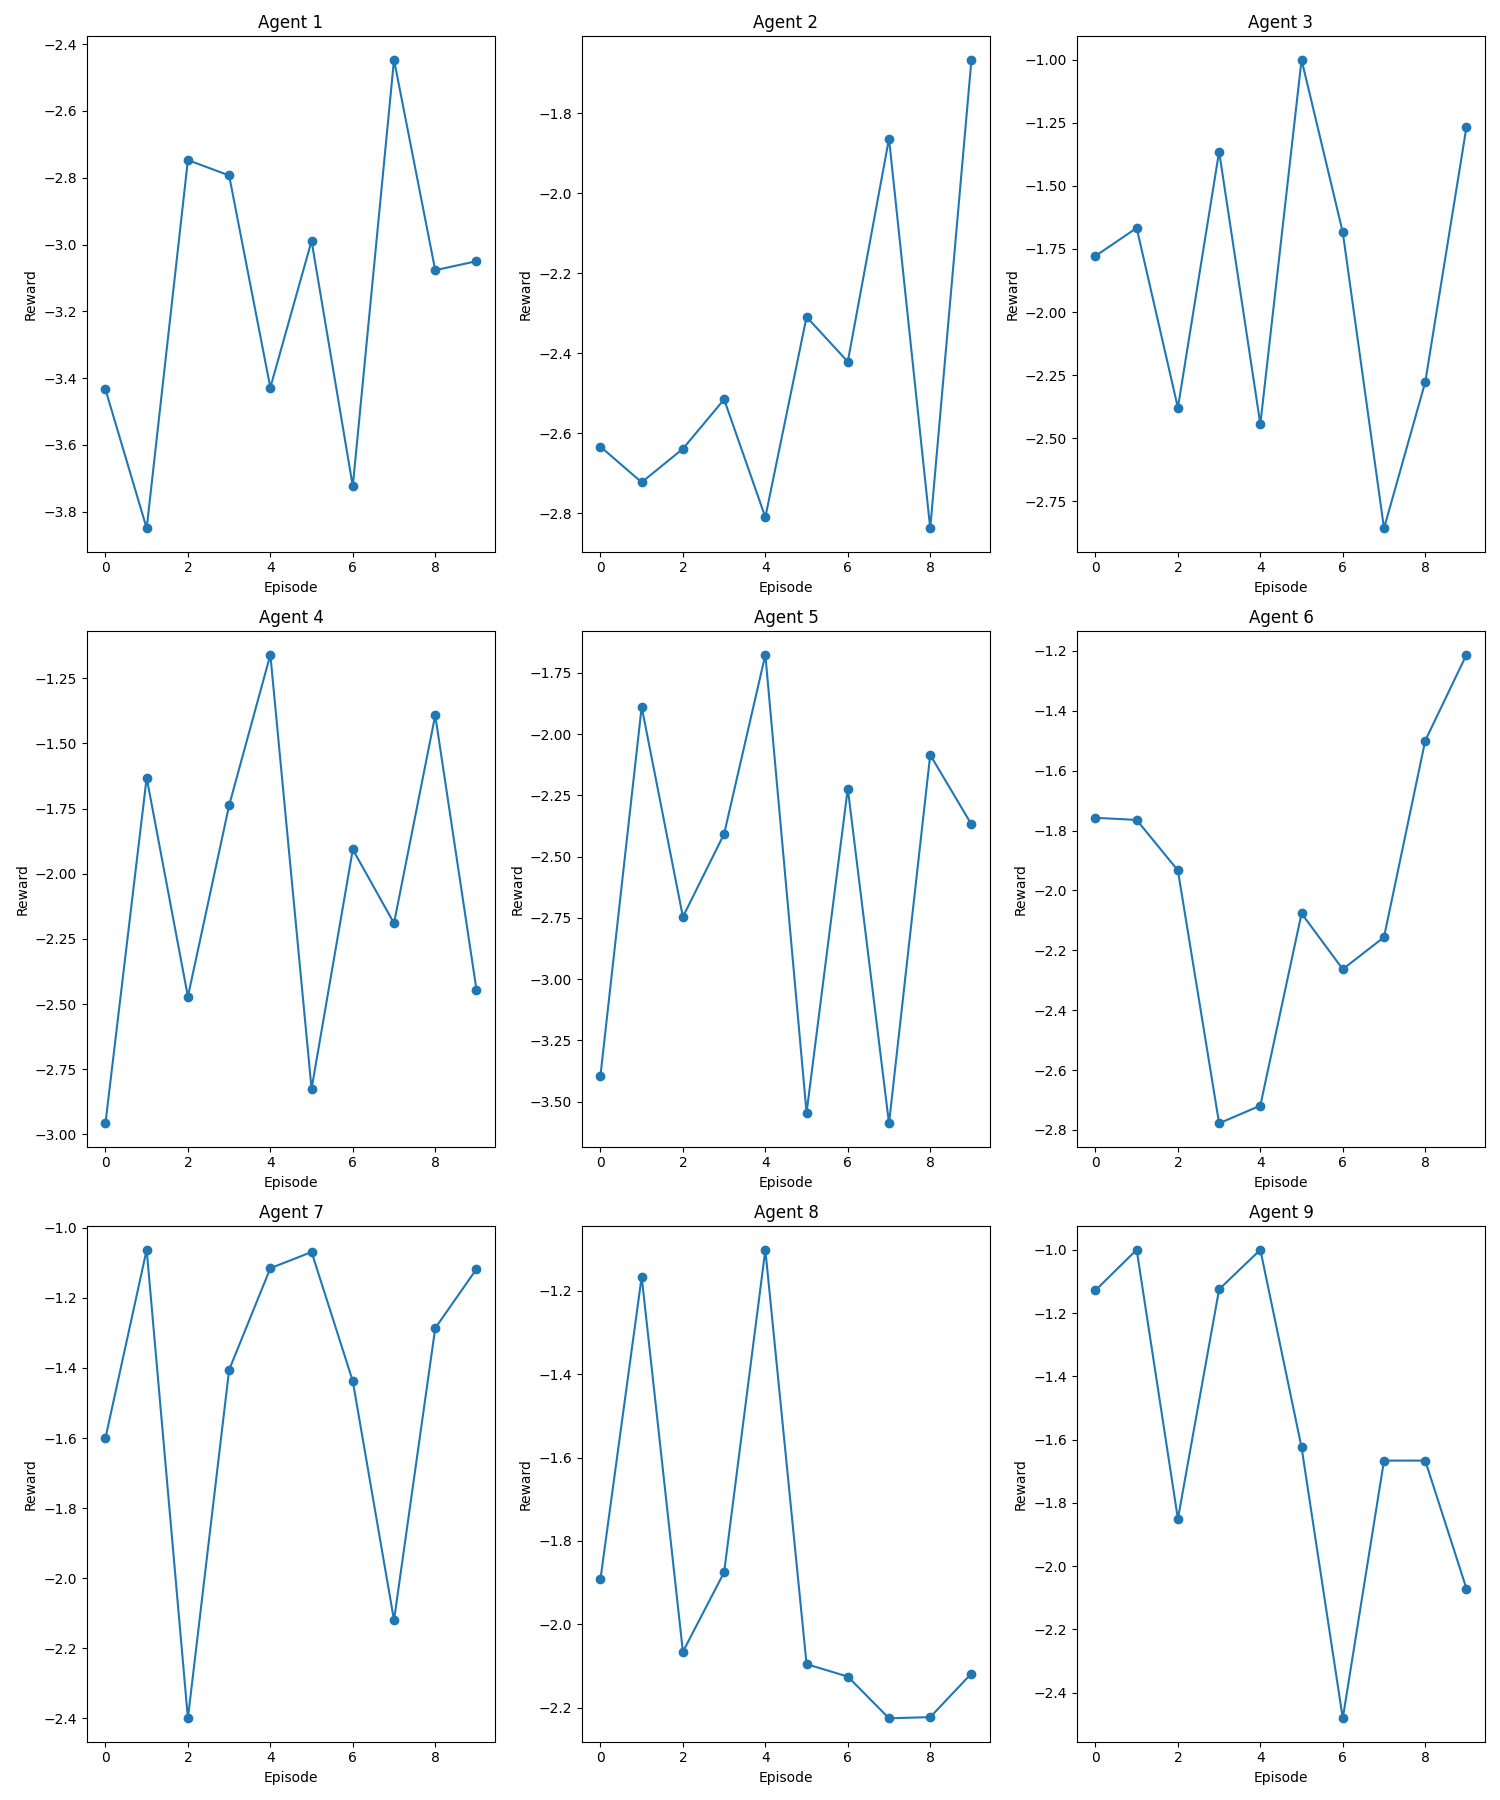 Agent 1
Agent 2
Agent 3
−2.4
−2.6
−2.8
−3.0
−3.2
−3.4
−3.6
−3.8
Reward
0 2 4 6 8
Episode
−1.8
−2.0
−2.2
−2.4
−2.6
−2.8
Reward
0 2 4 6 8
Episode
−1.00
−1.25
−1.50
−1.75
−2.00
−2.25
−2.50
−2.75
Reward
0 2 4 6 8
Episode
Agent 4
Agent 5
Agent 6
−1.25
−1.50
−1.75
−2.00
−2.25
−2.50
−2.75
−3.00
Reward
0 2 4 6 8
Episode
−1.75
−2.00
−2.25
−2.50
−2.75
−3.00
−3.25
−3.50
Reward
0 2 4 6 8
Episode
−1.2
−1.4
−1.6
−1.8
−2.0
−2.2
−2.4
−2.6
−2.8
Reward
0 2 4 6 8
Episode
Agent 7
Agent 8
Agent 9
−1.0
−1.2
−1.4
−1.6
−1.8
−2.0
−2.2
−2.4
Reward
0 2 4 6 8
Episode
−1.2
−1.4
−1.6
−1.8
−2.0
−2.2
Reward
0 2 4 6 8
Episode
−1.0
−1.2
−1.4
−1.6
−1.8
−2.0
−2.2
−2.4
Reward
0 2 4 6 8
Episode